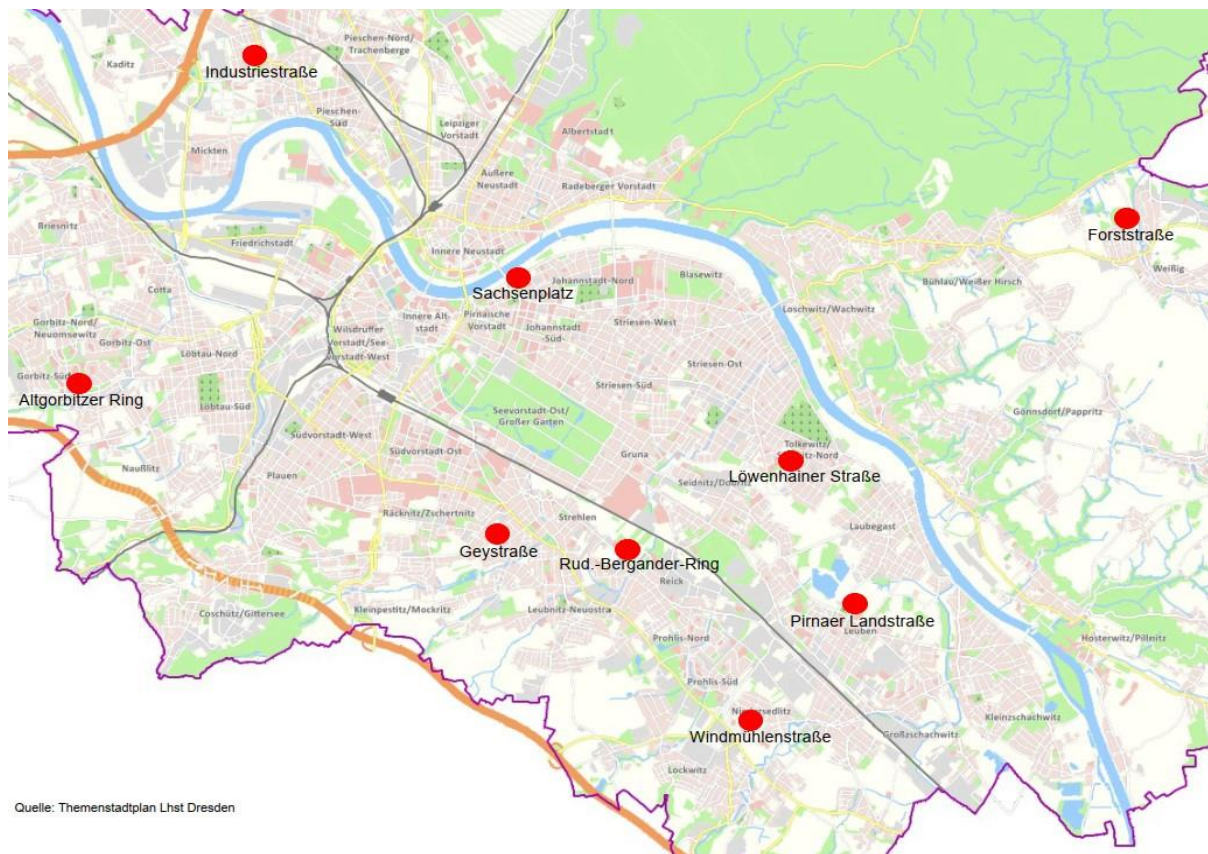 Pieschen-Nord/
Trachenberge
Kaditz
Industriestraße
Pieschen-
Süd
Leipziger
Vorstadt
Albertstadt
Mickten
Äußere
Neustadt
Radeberger Vorstadt
Briesnitz
Friedrichstadt
Innere Neustadt
Forststraße
Weißig
Bühlau/Weißer Hirsch
Cotta
Sachsenplatz
Johannstadt-Nord
Blasewitz
Loschwitz/Wachwitz
Gorbitz-Nord/
Neuomsewitz
Gorbitz-Ost
Löbtau-Nord
Wilsdruffer
Vorstadt/See-
vorstadt-West
Innere Alt-
stadt
Pirnaische
Vorstadt
Johannstadt
-Süd-
Striesen-West
Striesen-Ost
Gorbitz-Süd
Altgorbitzer Ring
Löbtau-Süd
Striesen-Süd
Seevorstadt-Ost/
Großer Garten
Gönnsdorf/Pappritz
Südvorstadt-West
Südvorstadt-Ost
Gruna
Tolkewitz/
Naußlitz
Plauen
Seidnitz/Dobritz
Löwenhainer Straße
Räcknitz/Zschertnitz
Strehlen
Laubegast
Geystraße
Rud.-Bergander-Ring
Reick
Coschütz/Gittersee
Kleinpestitz/Mockritz
Leubnitz-Neuostra
Pirnaer Landstraße
Leuben
Prohlis-Nord
Hosterwitz/Pillnitz
Prohlis-Süd
Niedersedlitz
Windmühlenstraße
Großzschachwitz
Kleinzschachwitz
Lockwitz
Quelle: Themenstadtplan Lhst Dresden